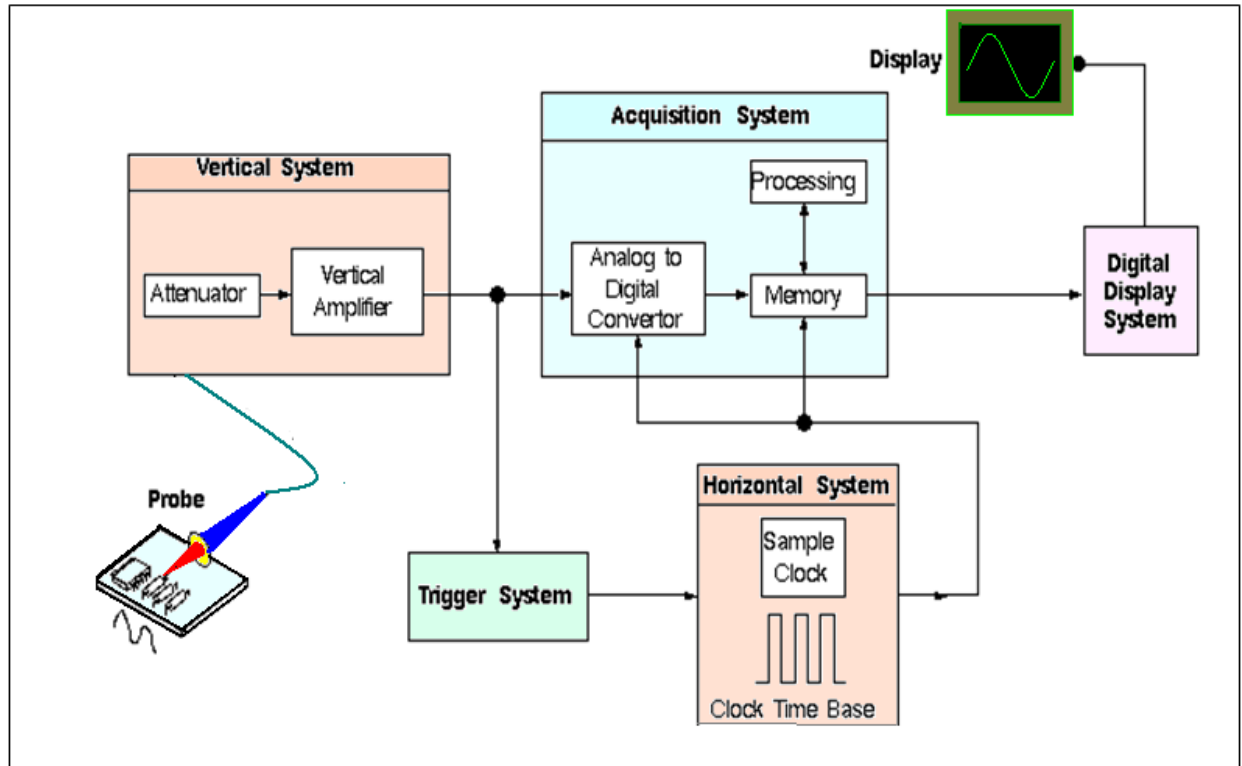 Display
Acquisition System
Vertical System
Processing
Attenuator
Vertical
Amplifier
Analog to
Digital
Convertor
Memory
Digital
Display
System
Probe
Horizontal System
Sample
Clock
Trigger System
Clock Time Base